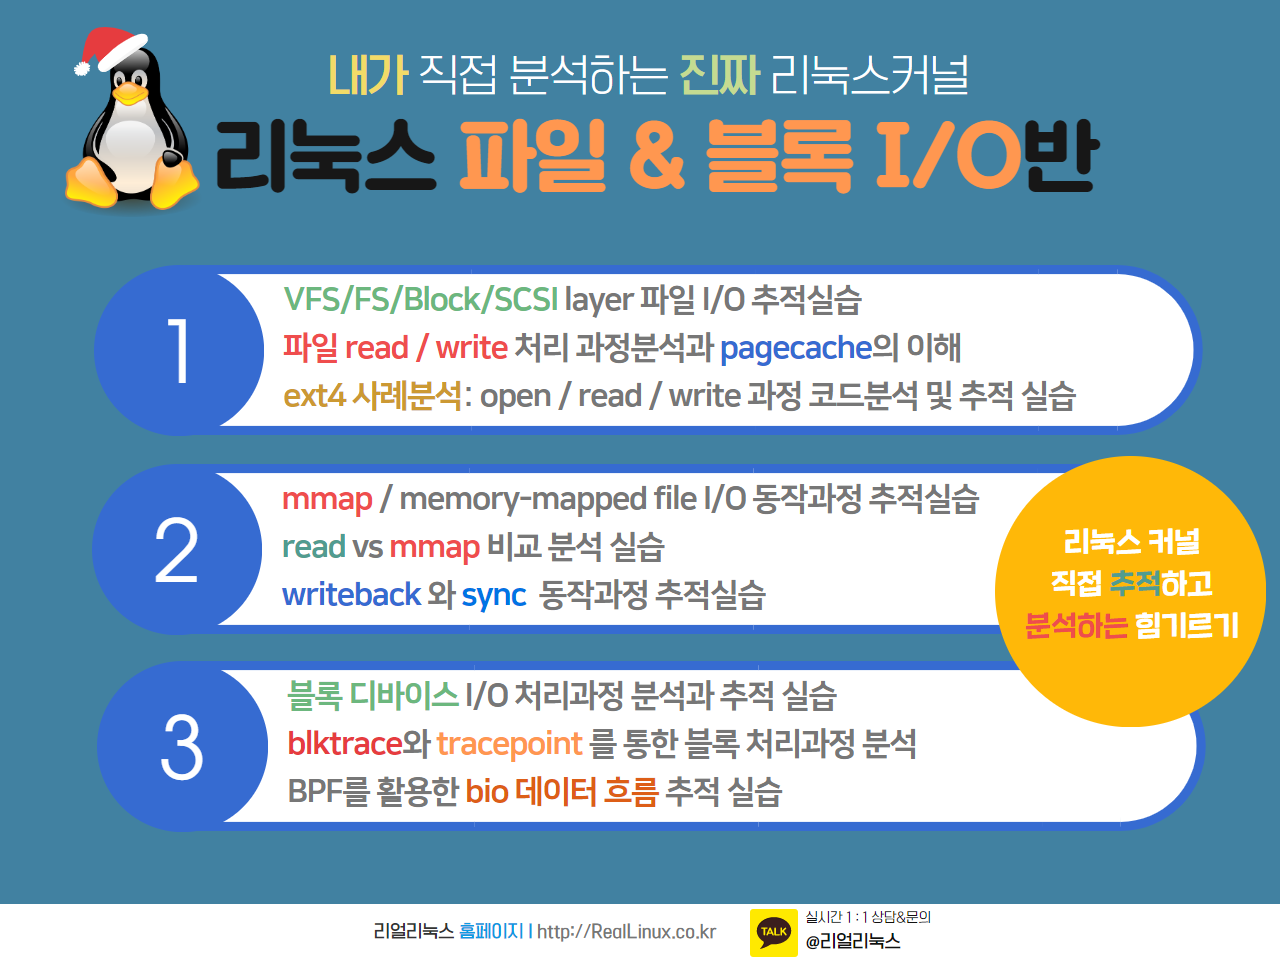 내가 직접 분석하는 진짜 리눅스커널
리눅스 파일 & 블록 I/O반
1
VFS/FS/Block/SCSI layer 파일 I/O 추적실습
파일 read / write 처리 과정분석과 pagecache의 이해
ext4 사례분석: open / read / write 과정 코드분석 및 추적 실습
2
mmap / memory-mapped file I/O 동작과정 추적실습
read vs mmap 비교 분석 실습
writeback 와 sync 동작과정 추적실습
리눅스 커널
직접 추적하고
분석하는 힘기르기
3
블록 디바이스 I/O 처리과정 분석과 추적 실습
blktrace와 tracepoint 를 통한 블록 처리과정 분석
BPF를 활용한 bio 데이터 흐름 추적 실습
리얼리눅스 홈페이지 I http://RealLinux.co.kr
TALK
실시간 1 : 1 상담&문의
@리얼리눅스